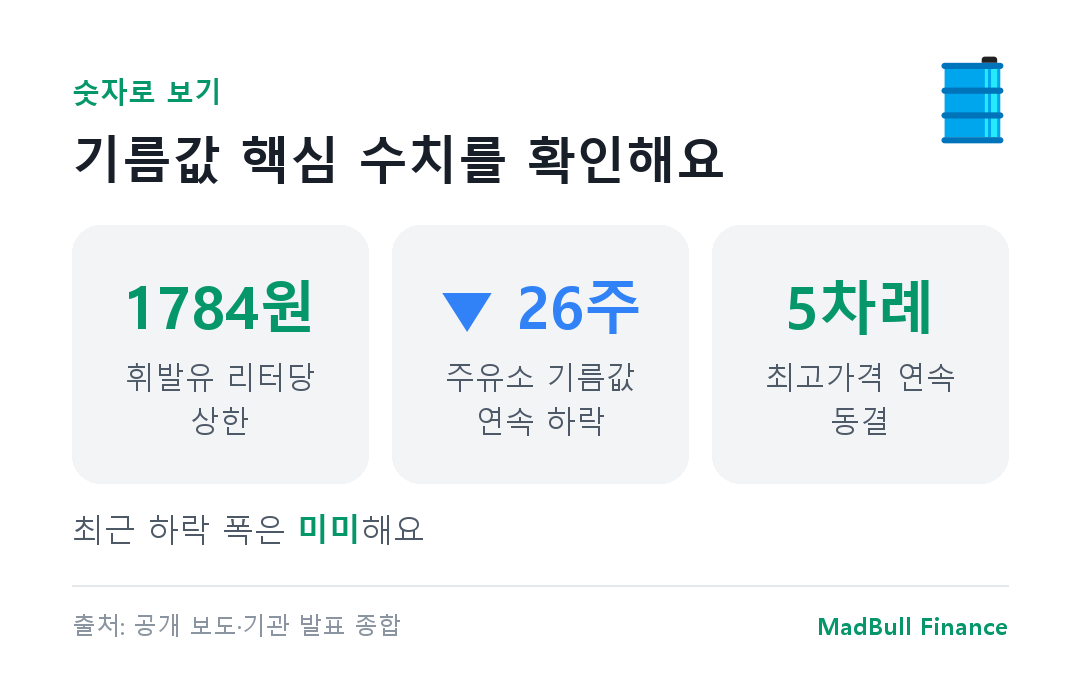 숫자로 보기
기름값 핵심 수치를 확인해요
1784원
휘발유 리터당
상한
▼ 26주
주유소 기름값
연속 하락
5차례
최고가격 연속
동결
최근 하락 폭은 미미해요
출처: 공개 보도·기관 발표 종합
MadBull Finance